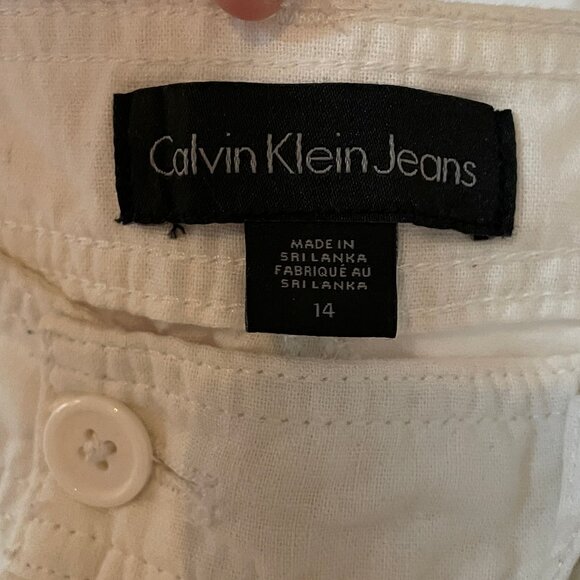 Calvin Klein Jeans
MADE IN
SRI LANKA
FABRIQUÉ AU
SRI LANKA
14